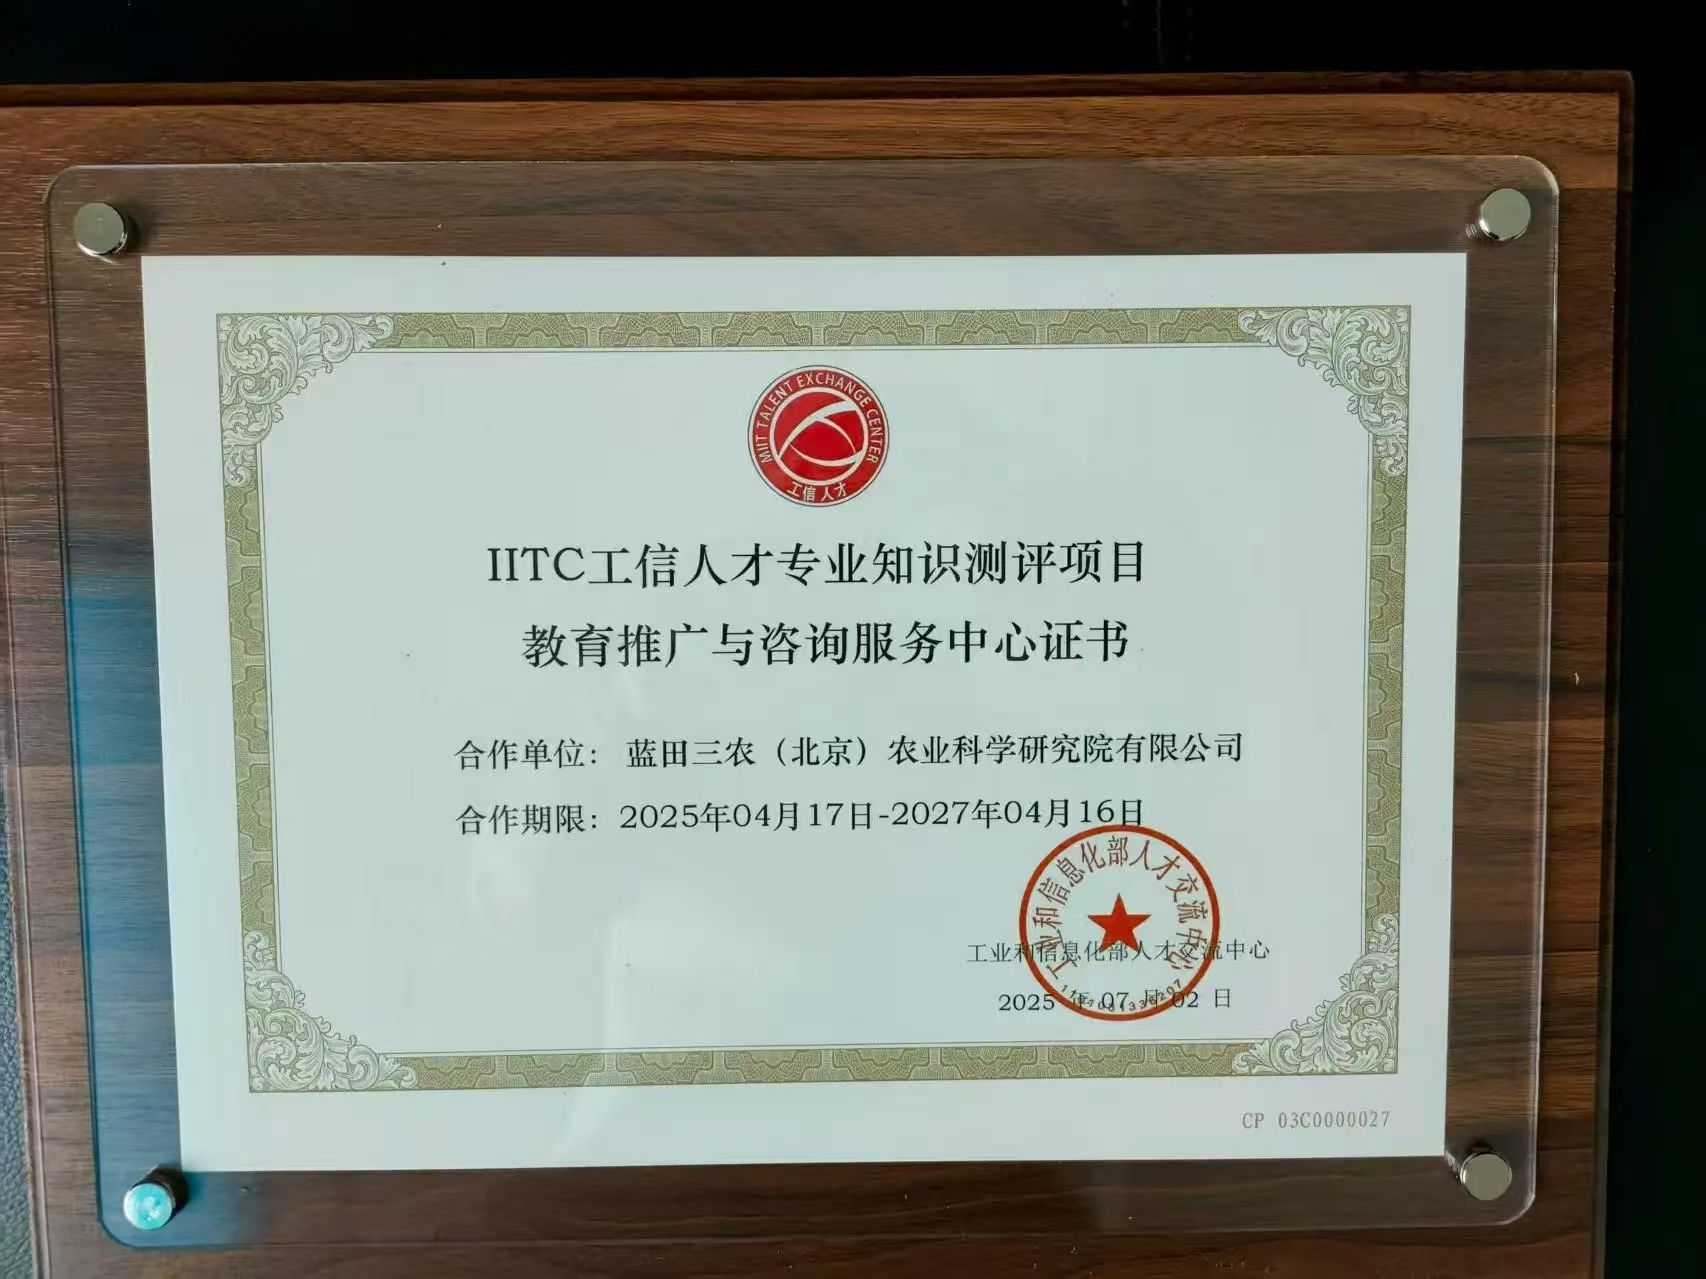 MIIT TALENT EXCHANGE CENTER
工信人才
IITC工信人才专业知识测评项目
教育推广与咨询服务中心证书
合作单位：蓝田三农（北京）农业科学研究院有限公司
合作期限：2025年04月17日-2027年04月16日
工业和信息化部人才交流中心
工业和信息化部人才交流中心
2025 年 07 月 02 日
CP 03C0000027